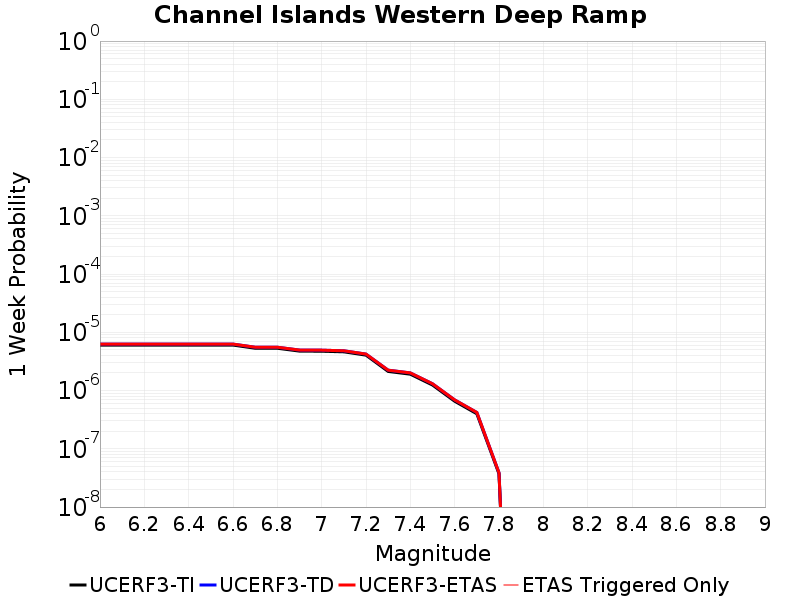 Channel Islands Western Deep Ramp
1 Week Probability
10^0
10^-1
10^-2
10^-3
10^-4
10^-5
10^-6
10^-7
10^-8
6 6.2 6.4 6.6 6.8 7 7.2 7.4 7.6 7.8 8 8.2 8.4 8.6 8.8 9
Magnitude
UCERF3-TI UCERF3-TD UCERF3-ETAS ETAS Triggered Only